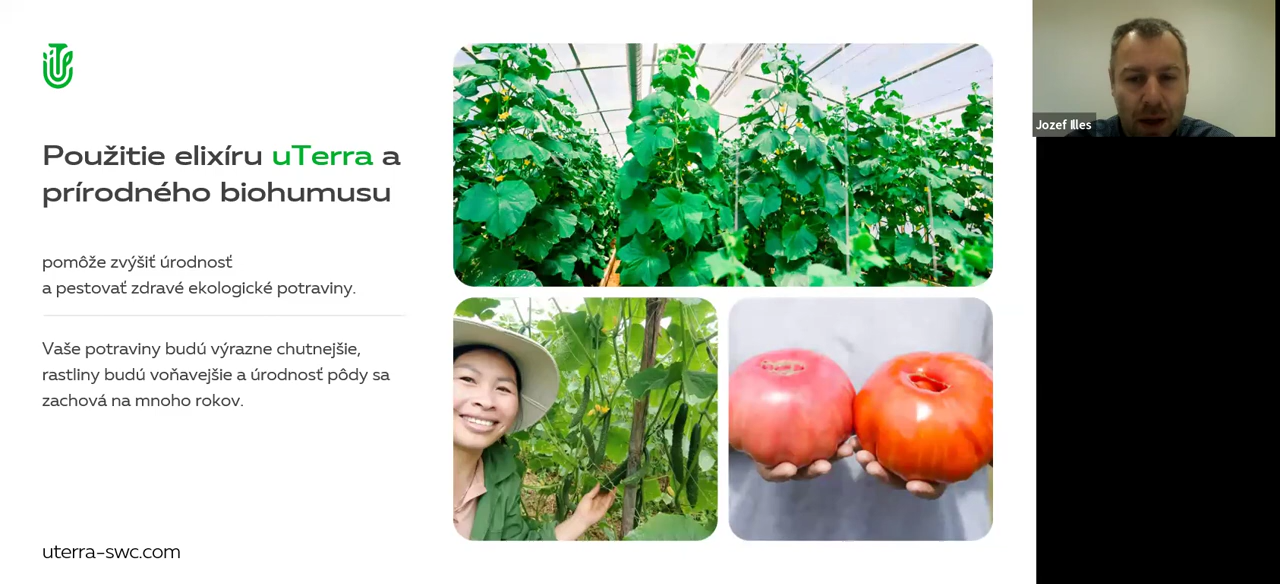 Použitie elixíru uTerra a
prírodného biohumusu
pomôže zvýšiť úrodnosť
a pestovať zdravé ekologické potraviny.
Vaše potraviny budú výrazne chutnejšie,
rastliny budú voňavejšie a úrodnosť pôdy sa
zachová na mnoho rokov.
uterra-swc.com
Jozef Illes